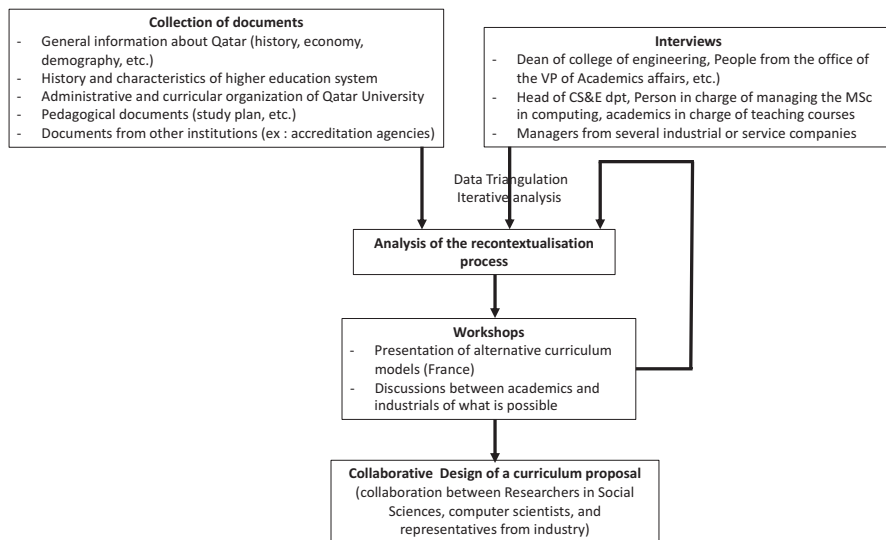 Collection of documents
- General information about Qatar (history, economy,
demography, etc.)
- History and characteristics of higher education system
- Administrative and curricular organization of Qatar University
- Pedagogical documents (study plan, etc.)
- Documents from other institutions (ex : accreditation agencies)
Interviews
- Dean of college of engineering, People from the office of
the VP of Academics affairs, etc.)
- Head of CS&E dpt, Person in charge of managing the MSc
in computing, academics in charge of teaching courses
- Managers from several industrial or service companies
Data Triangulation
Iterative analysis
Analysis of the recontextualisation
process
Workshops
- Presentation of alternative curriculum
models (France)
- Discussions between academics and
industrials of what is possible
Collaborative Design of a curriculum proposal
(collaboration between Researchers in Social
Sciences, computer scientists, and
representatives from industry)